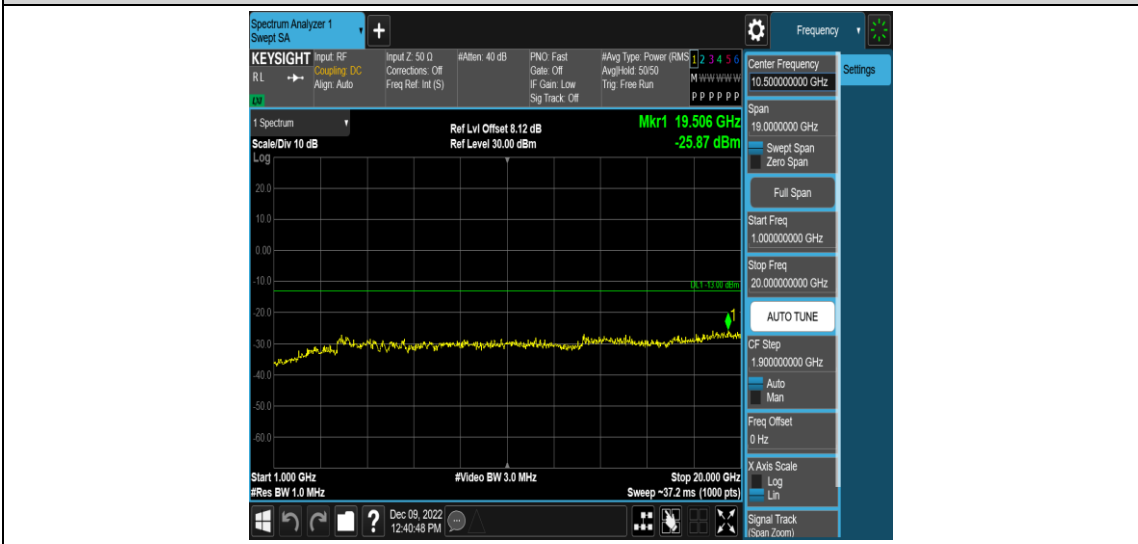 Spectrum Analyzer 1
Swept SA
+
Frequency
KEYSIGHT
RL
LXI
Input: RF
Coupling: DC
Align: Auto
Input Z: 50 Ω
Corrections: Off
Freq Ref: Int (S)
#Atten: 40 dB
PNO: Fast
Gate: Off
IF Gain: Low
Sig Track: Off
#Avg Type: Power (RMS
Avg|Hold: 50/50
Trig: Free Run
1 2 3 4 5 6
M W W W W W
P P P P P P
1 Spectrum
Scale/Div 10 dB
Ref Lvl Offset 8.12 dB
Ref Level 30.00 dBm
Mkr1 19.506 GHz
-25.87 dBm
Log
20.0
10.0
0.00
-10.0
-20.0
-30.0
-40.0
-50.0
-60.0
DL1 -13.00 dBm
1
Start 1.000 GHz
#Res BW 1.0 MHz
#Video BW 3.0 MHz
Stop 20.000 GHz
Sweep ~37.2 ms (1000 pts)
?
Dec 09, 2022
12:40:48 PM
Center Frequency
10.500000000 GHz
Span
19.0000000 GHz
Swept Span
Zero Span
Full Span
Start Freq
1.000000000 GHz
Stop Freq
20.000000000 GHz
AUTO TUNE
CF Step
1.900000000 GHz
Auto
Man
Freq Offset
0 Hz
X Axis Scale
Log
Lin
Signal Track
(Span Zoom)
Settings